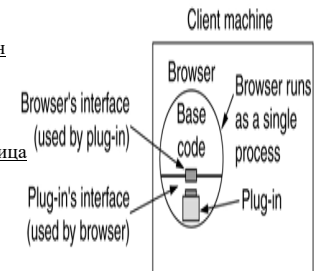 Client machine
н
Browser
Browser runs
as a single
process
Browser's interface
(used by plug-in)
Base
code
ица
Plug-in's interface
(used by browser)
Plug-in